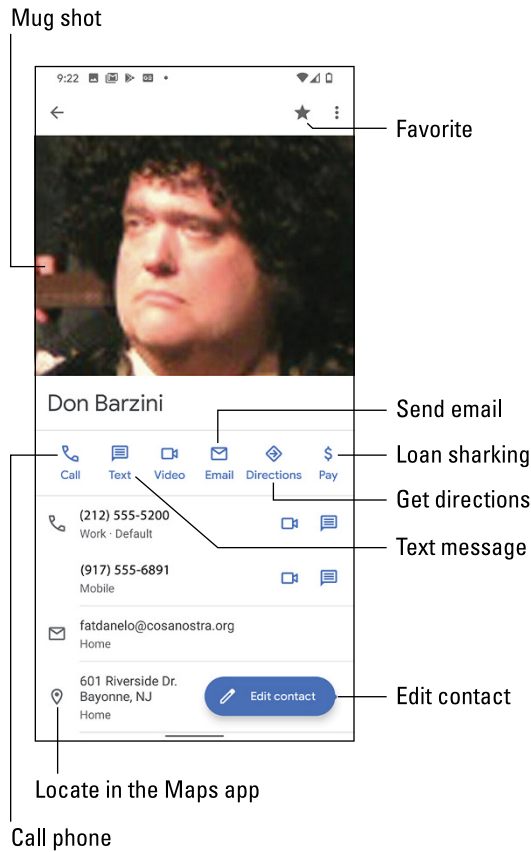 Mug shot
9:22
Favorite
Don Barzini
Send email
Loan sharking
Call
Text
Video
Email
Directions
Pay
Get directions
(212) 555-5200
Work · Default
Text message
(917) 555-6891
Mobile
fatdanelo@cosanostra.org
Home
601 Riverside Dr.
Bayonne, NJ
Home
Edit contact
Edit contact
Locate in the Maps app
Call phone